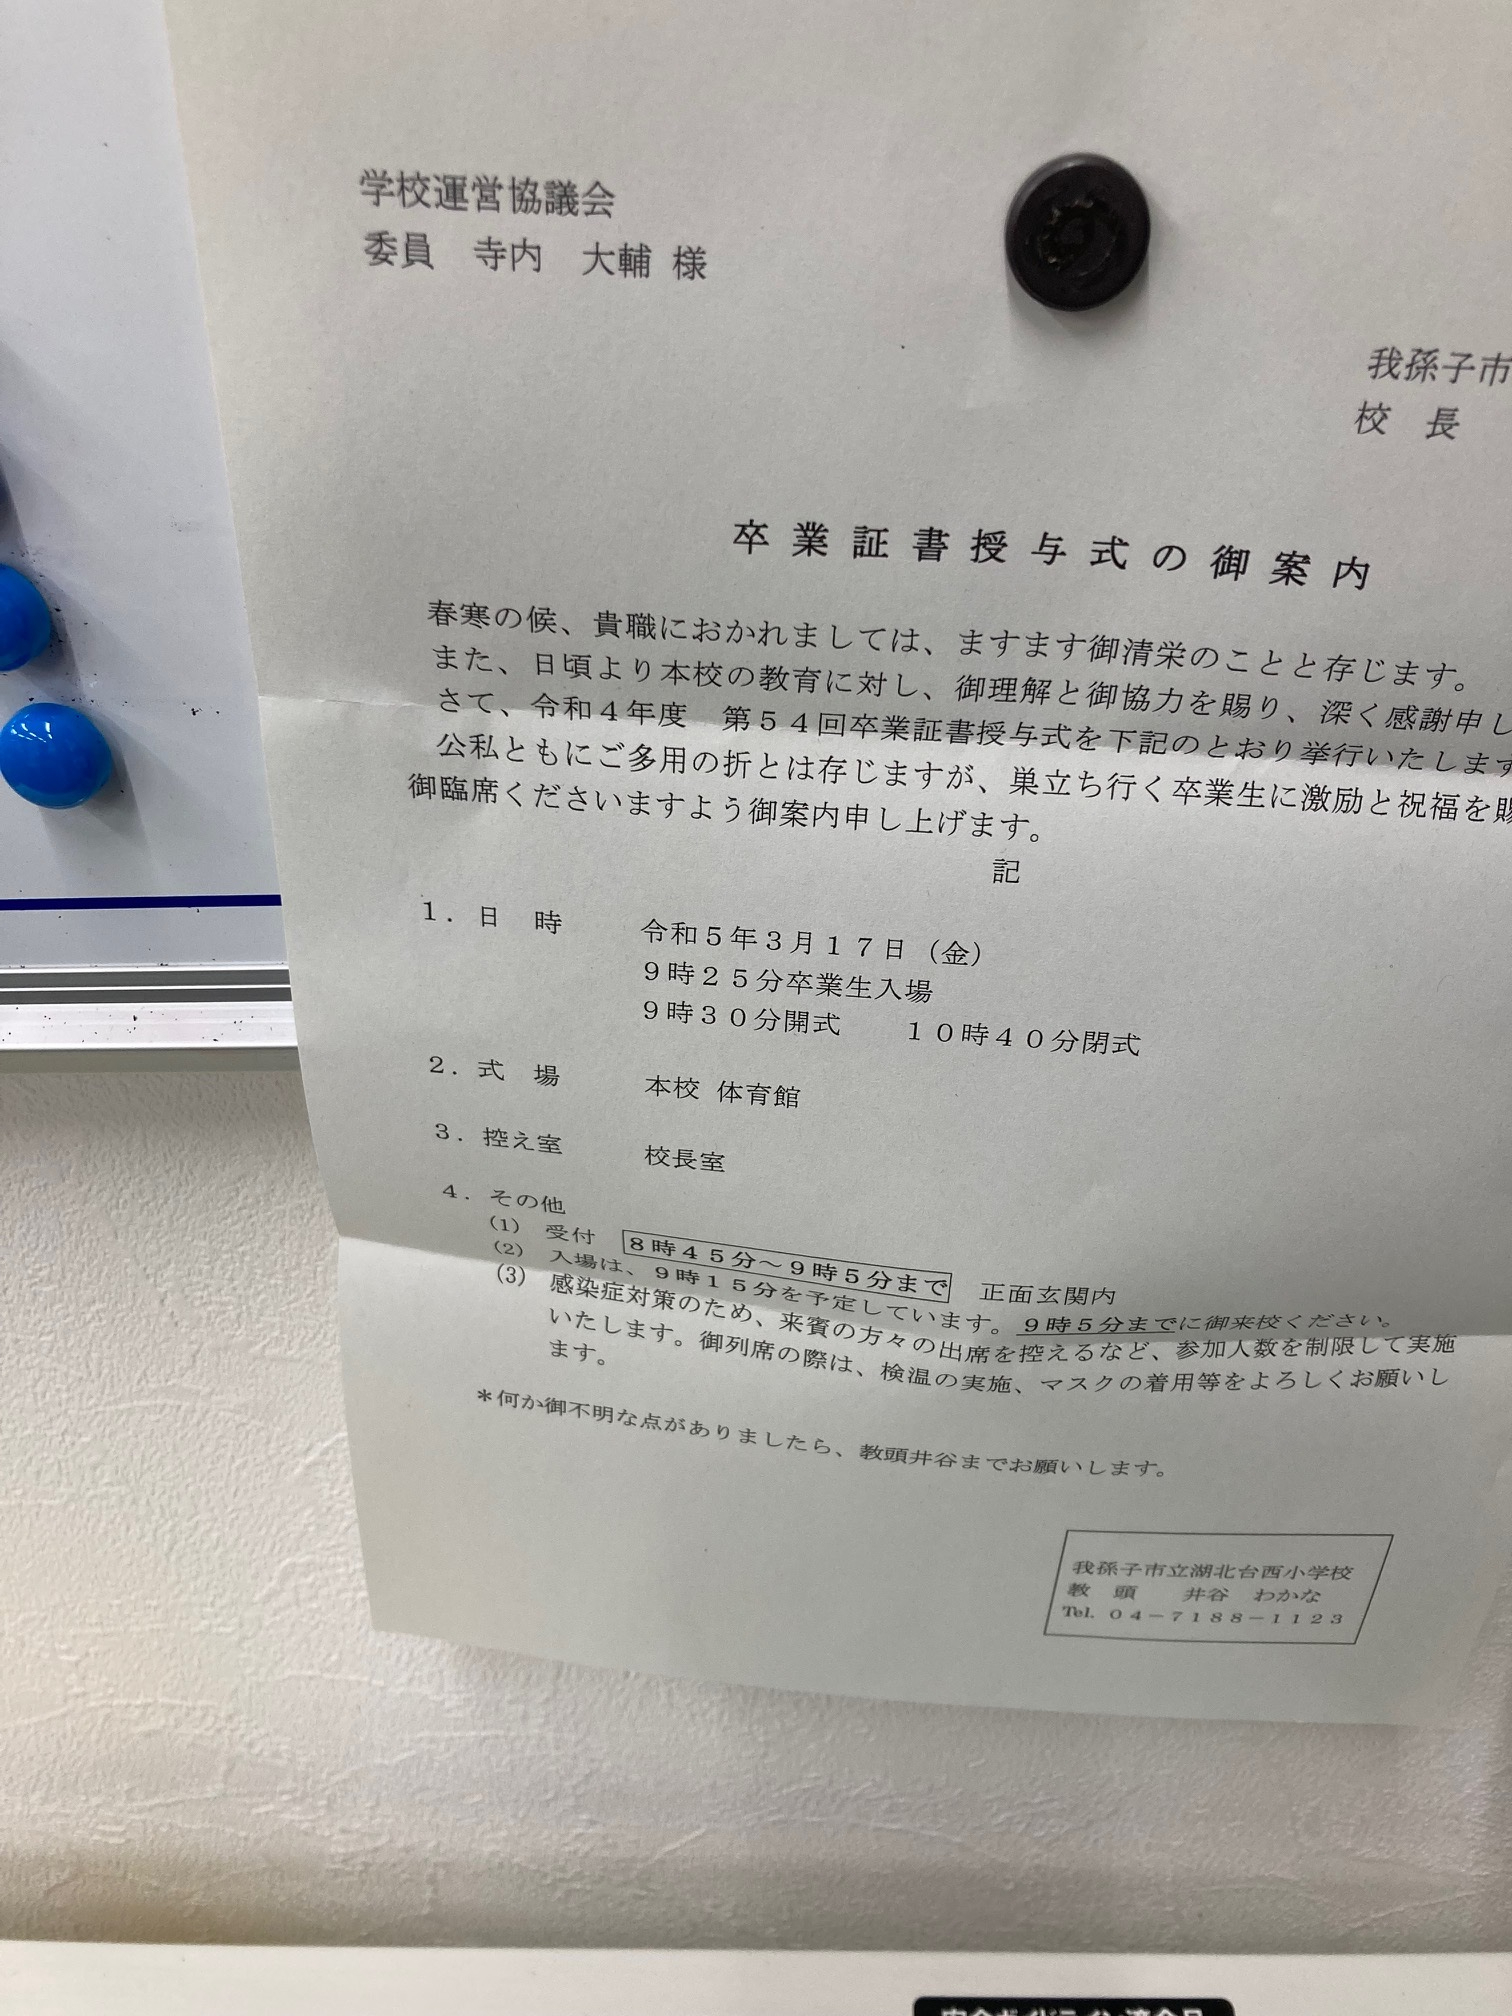 学校運営協議会
委員　寺内　大輔 様
我孫子市
校　長
卒業証書授与式の御案内
春寒の候、貴職におかれましては、ますます御清栄のことと存じます。
また、日頃より本校の教育に対し、御理解と御協力を賜り、深く感謝申し
さて、令和４年度　第５４回卒業証書授与式を下記のとおり挙行いたします
公私ともにご多用の折とは存じますが、巣立ち行く卒業生に激励と祝福を賜
御臨席くださいますよう御案内申し上げます。
記
１．日　時　　令和５年３月１７日（金）
９時２５分卒業生入場
９時３０分開式　　１０時４０分閉式
２．式　場　　本校 体育館
３．控え室　　校長室
４．その他
(1)　受付　８時４５分～９時５分まで　正面玄関内
(2)　入場は、９時１５分を予定しています。９時５分までに御来校ください。
(3)　感染症対策のため、来賓の方々の出席を控えるなど、参加人数を制限して実施
いたします。御列席の際は、検温の実施、マスクの着用等をよろしくお願いし
ます。
＊何か御不明な点がありましたら、教頭井谷までお願いします。
我孫子市立湖北台西小学校
教　頭　　井谷　わかな
Tel. ０４－７１８８－１１２３